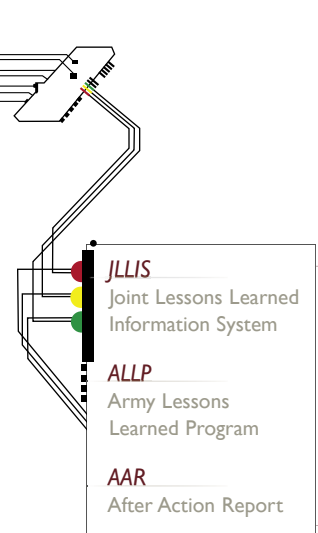 JLLIS
Joint Lessons Learned
Information System
ALLP
Army Lessons
Learned Program
AAR
After Action Report